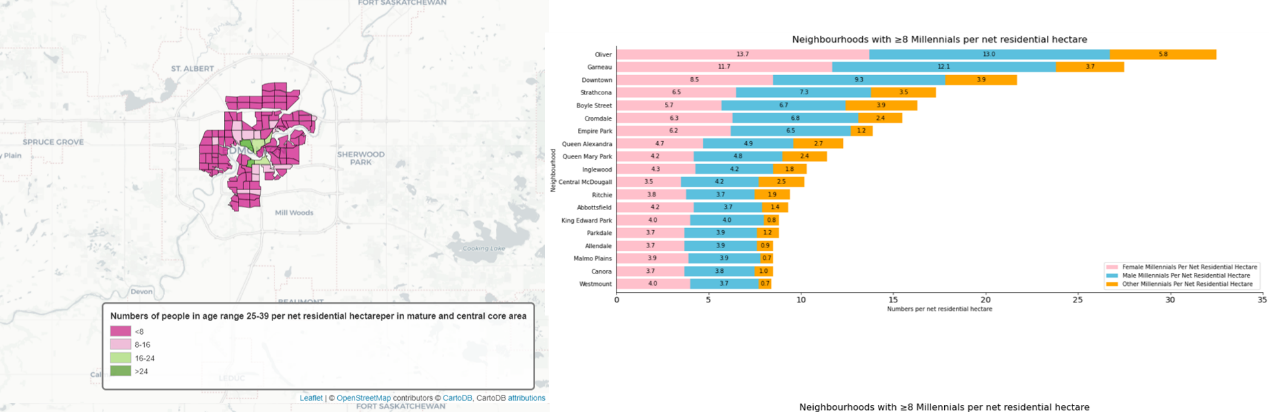 FORT SASKATCHEWAN
ST. ALBERT
SPRUCE GROVE
y Plain
SHERWOOD
PARK
Mill Woods
Cooking Lake
Devon
BEAUMONT
Numbers of people in age range 25-39 per net residential hectareper in mature and central core area
<8
8-16
16-24
>24
LEDUC
Leaflet | © OpenStreetMap contributors © CartoDB, CartoDB attributions
FORT SASKATCHEWAN
Neighbourhoods with ≥8 Millennials per net residential hectare
Neighbourhood
Oliver 13.7 13.0 5.8
Garneau 11.7 12.1 3.7
Downtown 8.5 9.3 3.9
Strathcona 6.5 7.3 3.5
Boyle Street 5.7 6.7 3.9
Cromdale 6.3 6.8 2.4
Empire Park 6.2 6.5 1.2
Queen Alexandra 4.7 4.9 2.7
Queen Mary Park 4.2 4.8 2.4
Inglewood 4.3 4.2 1.8
Central McDougall 3.5 4.2 2.5
Ritchie 3.8 3.7 1.9
Abbottsfield 4.2 3.7 1.4
King Edward Park 4.0 4.0 0.8
Parkdale 3.7 3.9 1.2
Allendale 3.7 3.9 0.9
Malmo Plains 3.9 3.9 0.7
Canora 3.7 3.8 1.0
Westmount 4.0 3.7 0.7
Female Millennials Per Net Residential Hectare
Male Millennials Per Net Residential Hectare
Other Millennials Per Net Residential Hectare
0 5 10 15 20 25 30 35
Numbers per net residential hectare
Neighbourhoods with ≥8 Millennials per net residential hectare